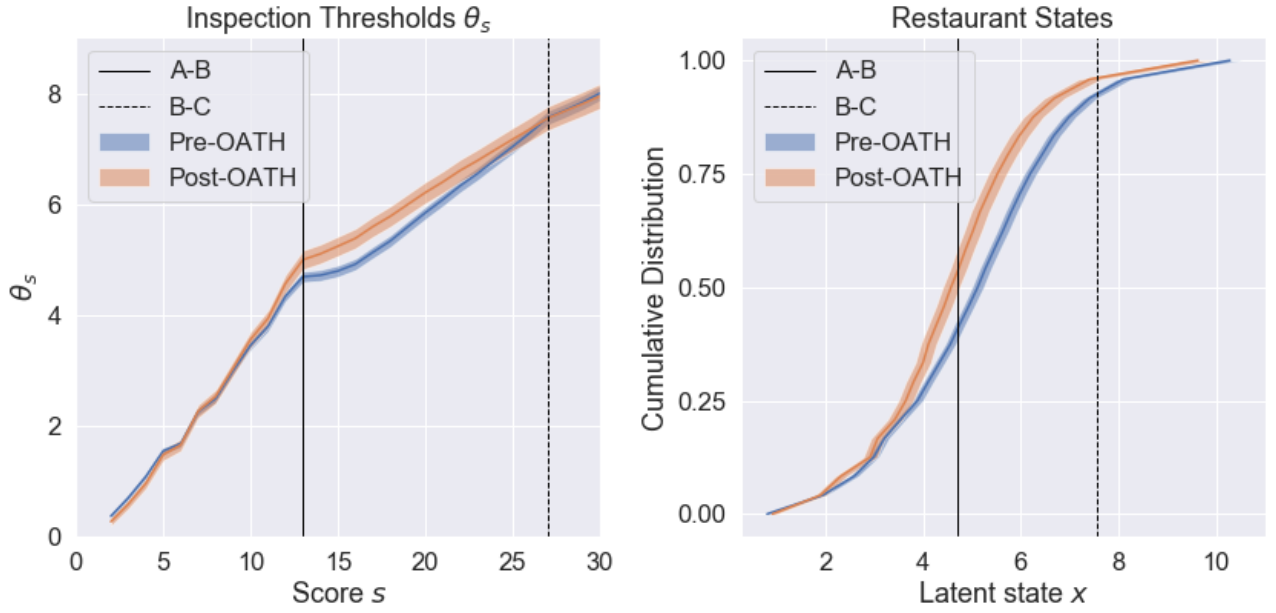 Inspection Thresholds θₛ
A-B
B-C
Pre-OATH
Post-OATH
θₛ
8
6
4
2
0
0 5 10 15 20 25 30
Score s
Restaurant States
A-B
B-C
Pre-OATH
Post-OATH
Cumulative Distribution
1.00
0.75
0.50
0.25
0.00
2 4 6 8 10
Latent state x